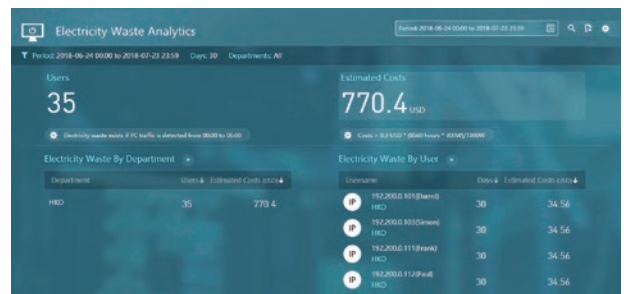 Electricity Waste Analytics
Period: 2018-06-24 00:00 to 2018-07-23 23:59
Period: 2018-06-24 00:00 to 2018-07-23 23:59 Days: 30 Departments: All
Users
Estimated Costs
35
770.4 USD
Electricity waste exists if PC traffic is detected from 00:00 to
Costs = USD * hours *
Electricity Waste By Department
Electricity Waste By User
Department Users Estimated Costs (USD)
Username Days Estimated Costs (USD)
HKO 35 770.4
IP 192.200.0.101(Darrel) HKO 30 34.56
IP 192.200.0.103(Simon) HKO 30 34.56
IP 192.200.0.111(Frank) HKO 30 34.56
IP 192.200.0.112(Paul) HKO 30 34.56